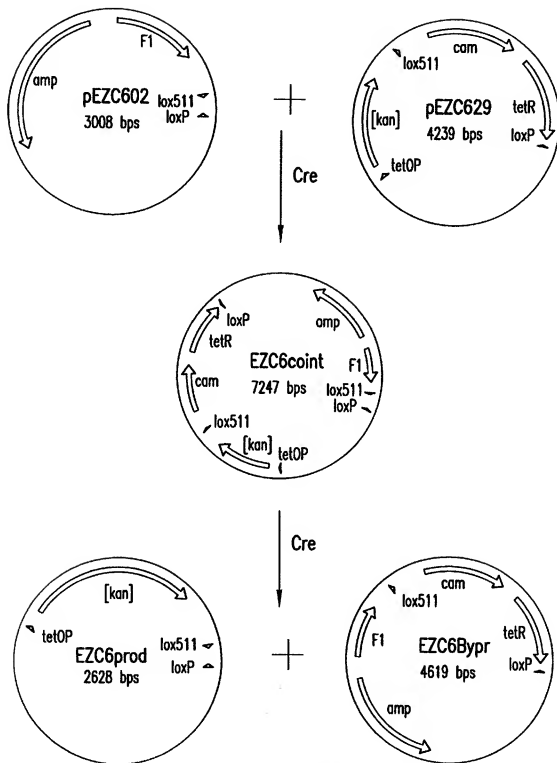 F1
amp
pEZC602
3008 bps
lox511
loxP
+
cam
lox511
pEZC629
4239 bps
tetR
[kan]
loxP
tetOP
Cre
loxP
tetR
amp
EZC6coint
7247 bps
F1
cam
lox511
loxP
lox511
[kan]
tetOP
Cre
[kan]
tetOP
EZC6prod
2628 bps
lox511
loxP
+
cam
lox511
F1
EZC6Bypr
4619 bps
tetR
loxP
amp